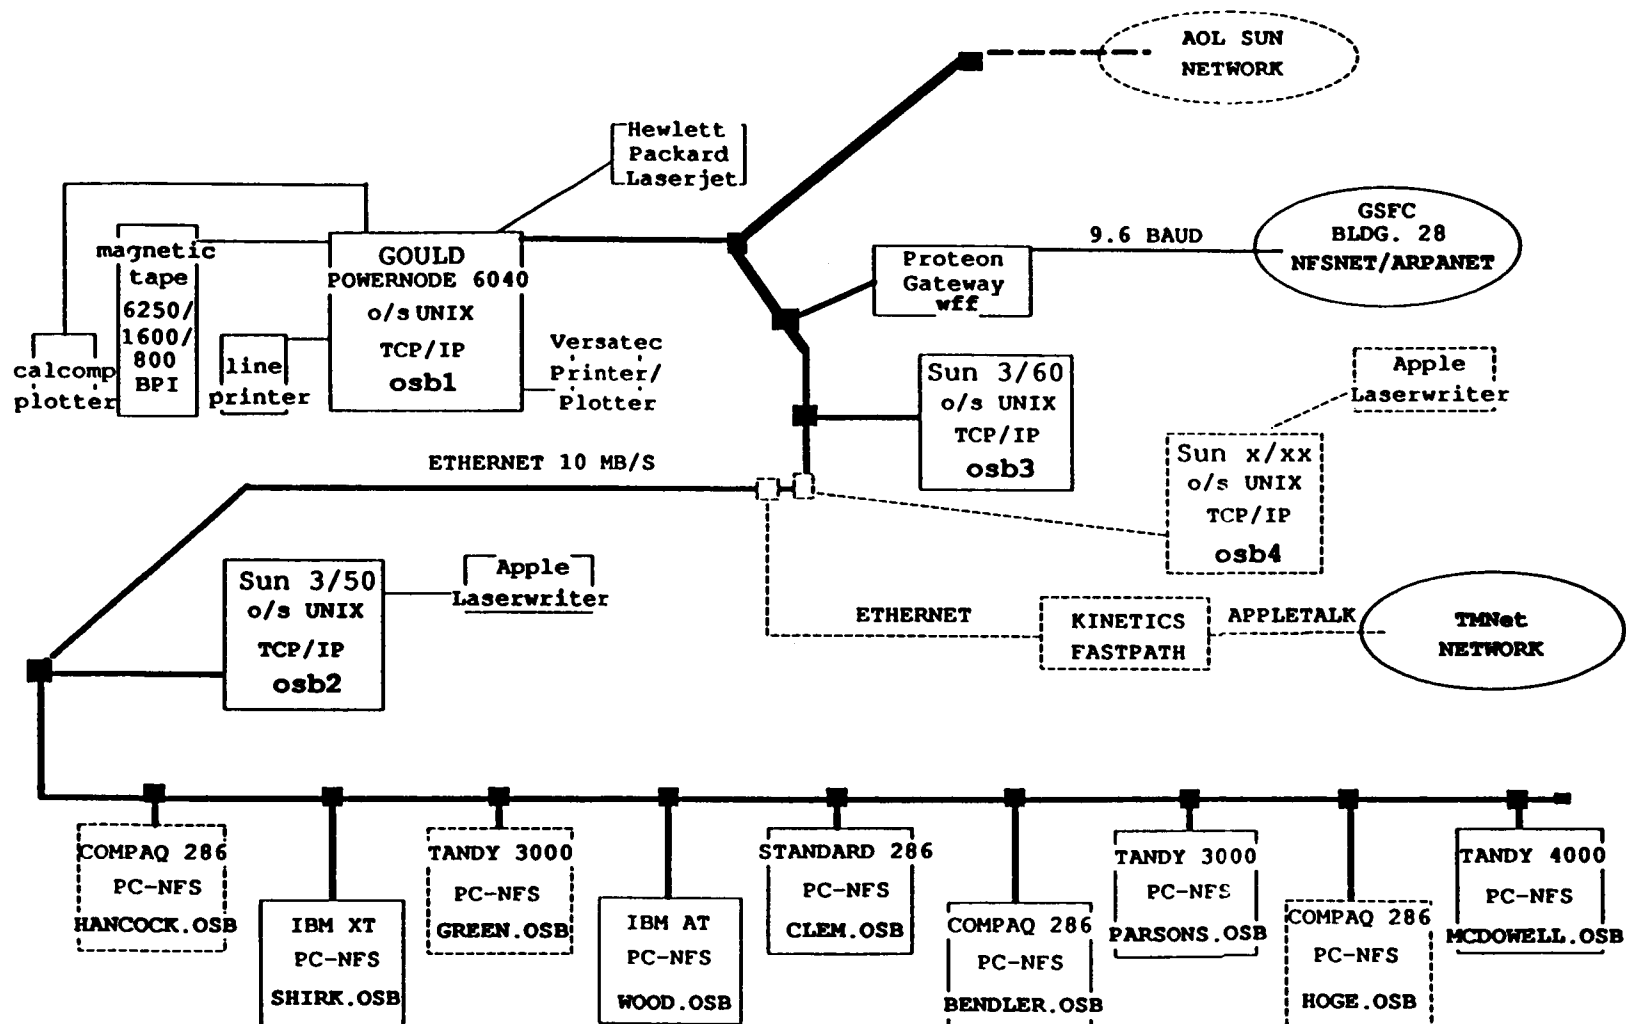 AOL SUN
NETWORK
Hewlett
Packard
Laserjet
GSFC
BLDG. 28
NFSNET/ARPANET
9.6 BAUD
Proteon
Gateway
wff
magnetic
tape
6250/
1600/
800
BPI
GOULD
POWERNODE 6040
o/s UNIX
TCP/IP
osb1
calcomp
plotter
line
printer
Versatec
Printer/
Plotter
Sun 3/60
o/s UNIX
TCP/IP
osb3
Apple
Laserwriter
Sun x/xx
o/s UNIX
TCP/IP
osb4
ETHERNET 10 MB/S
Sun 3/50
o/s UNIX
TCP/IP
osb2
Apple
Laserwriter
ETHERNET
KINETICS
FASTPATH
APPLETALK
TMNet
NETWORK
COMPAQ 286
PC-NFS
HANCOCK.OSB
IBM XT
PC-NFS
SHIRK.OSB
TANDY 3000
PC-NFS
GREEN.OSB
IBM AT
PC-NFS
WOOD.OSB
STANDARD 286
PC-NFS
CLEM.OSB
COMPAQ 286
PC-NFS
BENDLER.OSB
TANDY 3000
PC-NFS
PARSONS.OSB
COMPAQ 286
PC-NFS
HOGE.OSB
TANDY 4000
PC-NFS
MCDOWELL.OSB